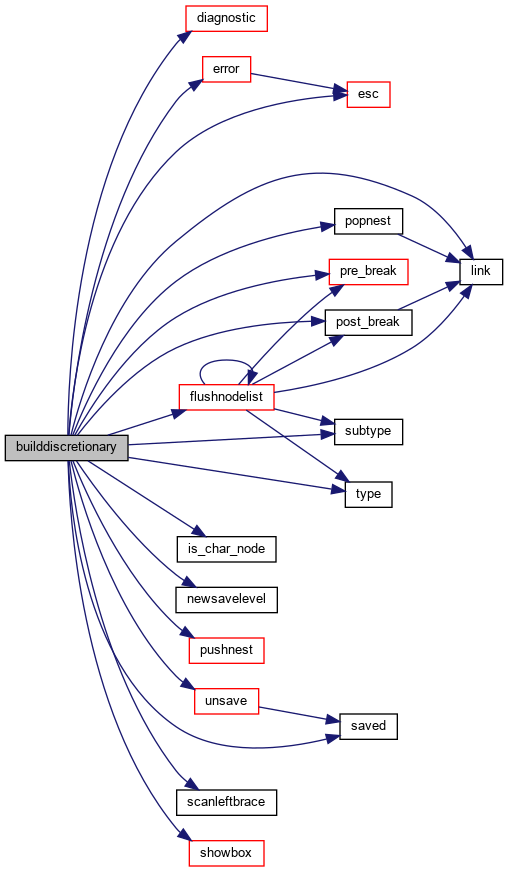 diagnostic
error
esc
popnest
pre_break
link
post_break
flushnodelist
subtype
builddiscretionary
type
is_char_node
newsavelevel
pushnest
unsave
saved
scanleftbrace
showbox